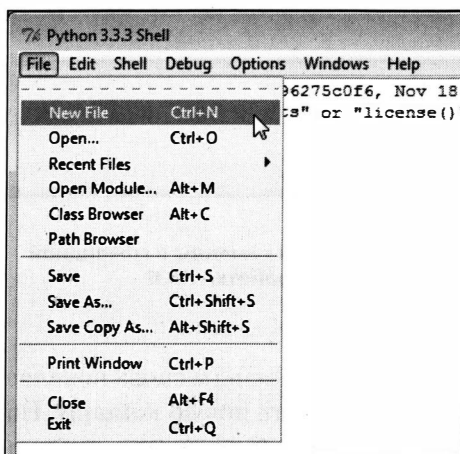 Python 3.3.3 Shell
File Edit Shell Debug Options Windows Help
96275c0f6, Nov 18
New File Ctrl+N
ts" or "license()
Open... Ctrl+O
Recent Files
Open Module... Alt+M
Class Browser Alt+C
Path Browser
Save Ctrl+S
Save As... Ctrl+Shift+S
Save Copy As... Alt+Shift+S
Print Window Ctrl+P
Close Alt+F4
Exit Ctrl+Q